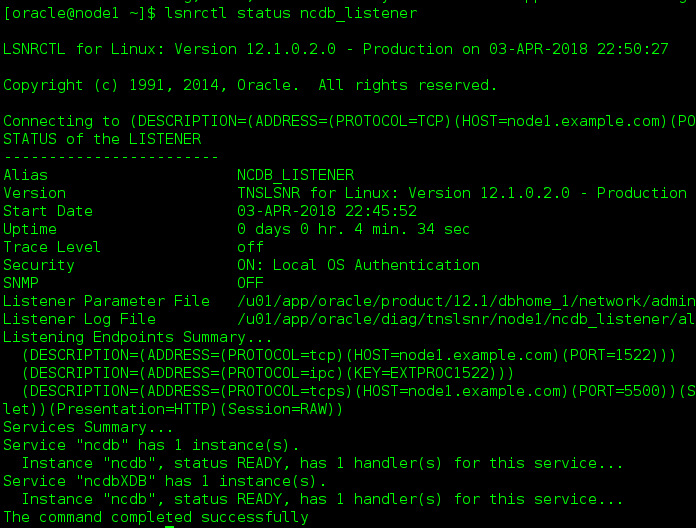 [oracle@node1 ~]$ lsnrctl status ncdb_listener
LSNRCTL for Linux: Version 12.1.0.2.0 - Production on 03-APR-2018 22:50:27
Copyright (c) 1991, 2014, Oracle.  All rights reserved.
Connecting to (DESCRIPTION=(ADDRESS=(PROTOCOL=TCP)(HOST=node1.example.com)(PO
STATUS of the LISTENER
------------------------
Alias                     NCDB_LISTENER
Version                   TNSLSNR for Linux: Version 12.1.0.2.0 - Production
Start Date                03-APR-2018 22:45:52
Uptime                    0 days 0 hr. 4 min. 34 sec
Trace Level               off
Security                  ON: Local OS Authentication
SNMP                      OFF
Listener Parameter File   /u01/app/oracle/product/12.1/dbhome_1/network/admin
Listener Log File         /u01/app/oracle/diag/tnslsnr/node1/ncdb_listener/al
Listening Endpoints Summary...
  (DESCRIPTION=(ADDRESS=(PROTOCOL=tcp)(HOST=node1.example.com)(PORT=1522)))
  (DESCRIPTION=(ADDRESS=(PROTOCOL=ipc)(KEY=EXTPROC1522)))
  (DESCRIPTION=(ADDRESS=(PROTOCOL=tcps)(HOST=node1.example.com)(PORT=5500))(S
let))(Presentation=HTTP)(Session=RAW))
Services Summary...
Service "ncdb" has 1 instance(s).
  Instance "ncdb", status READY, has 1 handler(s) for this service...
Service "ncdbXDB" has 1 instance(s).
  Instance "ncdb", status READY, has 1 handler(s) for this service...
The command completed successfully